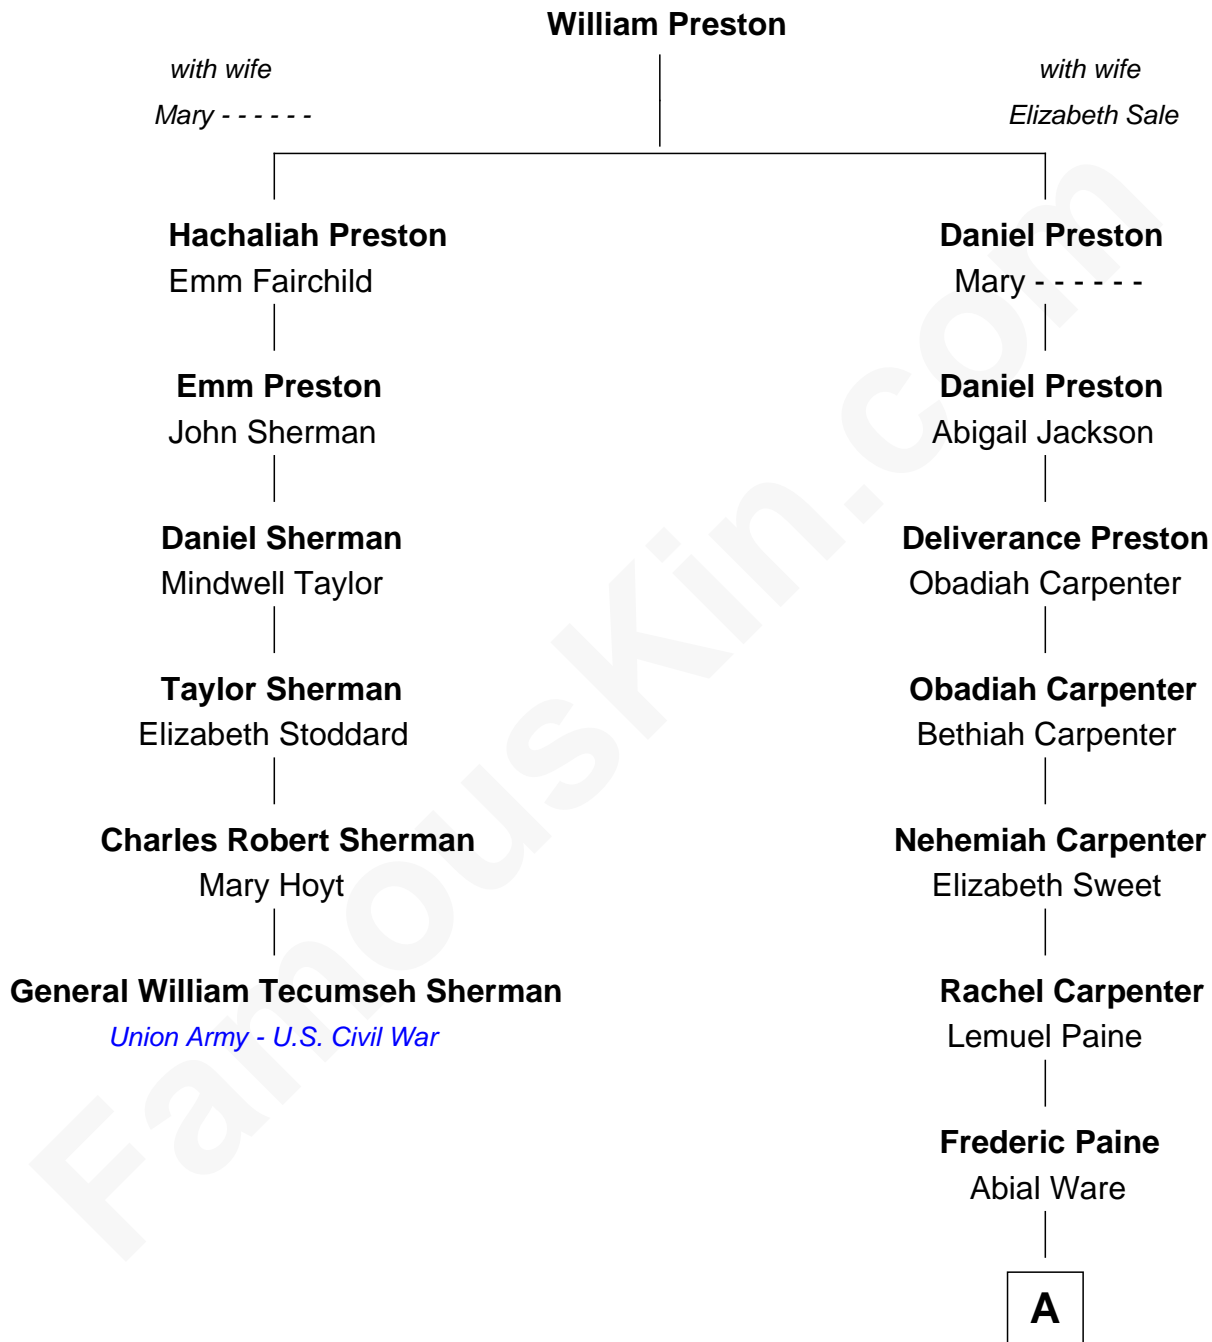 William Preston
with wife
Mary - - - - - -
with wife
Elizabeth Sale
Hachaliah Preston
Emm Fairchild
Daniel Preston
Mary - - - - - -
Emm Preston
John Sherman
Daniel Preston
Abigail Jackson
Daniel Sherman
Mindwell Taylor
Deliverance Preston
Obadiah Carpenter
Taylor Sherman
Elizabeth Stoddard
Obadiah Carpenter
Bethiah Carpenter
Charles Robert Sherman
Mary Hoyt
Nehemiah Carpenter
Elizabeth Sweet
General William Tecumseh Sherman
Union Army - U.S. Civil War
Rachel Carpenter
Lemuel Paine
Frederic Paine
Abial Ware
A
FamousKin.com